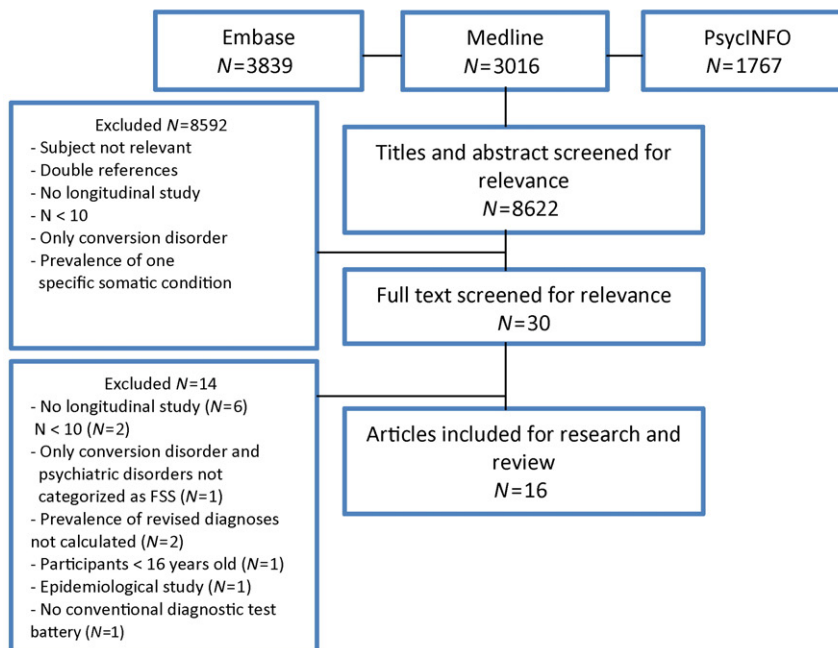 Embase
N=3839
Medline
N=3016
PsycINFO
N=1767
Excluded N=8592
- Subject not relevant
- Double references
- No longitudinal study
- N < 10
- Only conversion disorder
- Prevalence of one
specific somatic condition
Titles and abstract screened for
relevance
N=8622
Full text screened for relevance
N=30
Excluded N=14
- No longitudinal study (N=6)
N < 10 (N=2)
- Only conversion disorder and
psychiatric disorders not
categorized as FSS (N=1)
- Prevalence of revised diagnoses
not calculated (N=2)
- Participants < 16 years old (N=1)
- Epidemiological study (N=1)
- No conventional diagnostic test
battery (N=1)
Articles included for research and
review
N=16